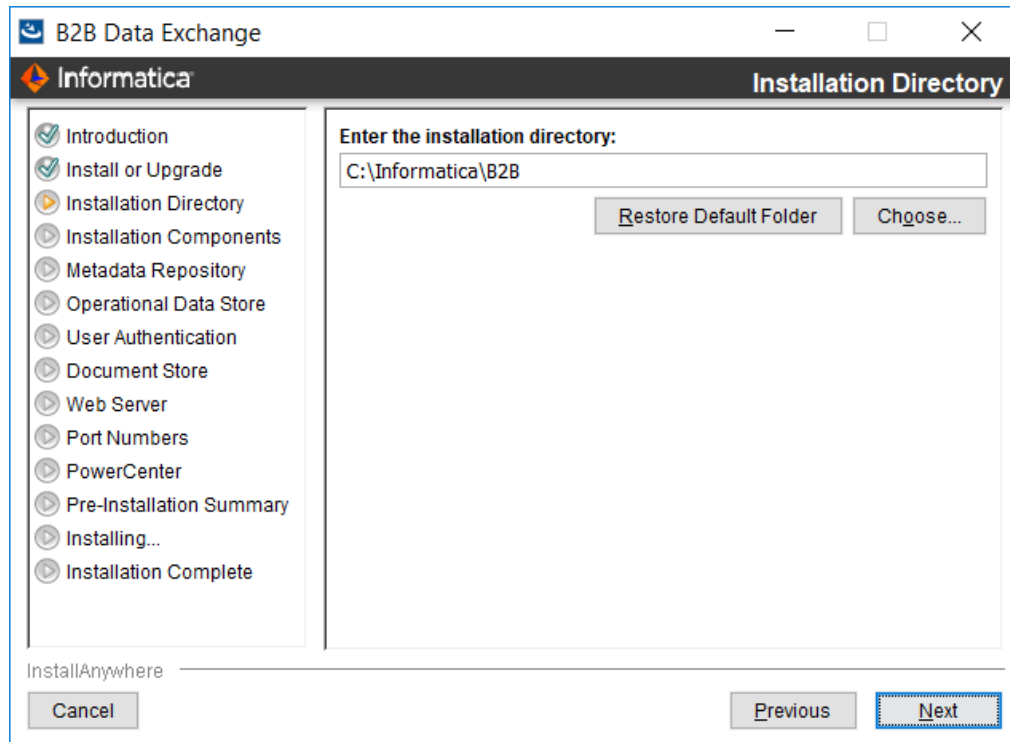 B2B Data Exchange
Informatica
Installation Directory
Introduction
Install or Upgrade
Installation Directory
Installation Components
Metadata Repository
Operational Data Store
User Authentication
Document Store
Web Server
Port Numbers
PowerCenter
Pre-Installation Summary
Installing...
Installation Complete
Enter the installation directory:
C:\Informatica\B2B
Restore Default Folder
Choose...
InstallAnywhere
Cancel
Previous
Next